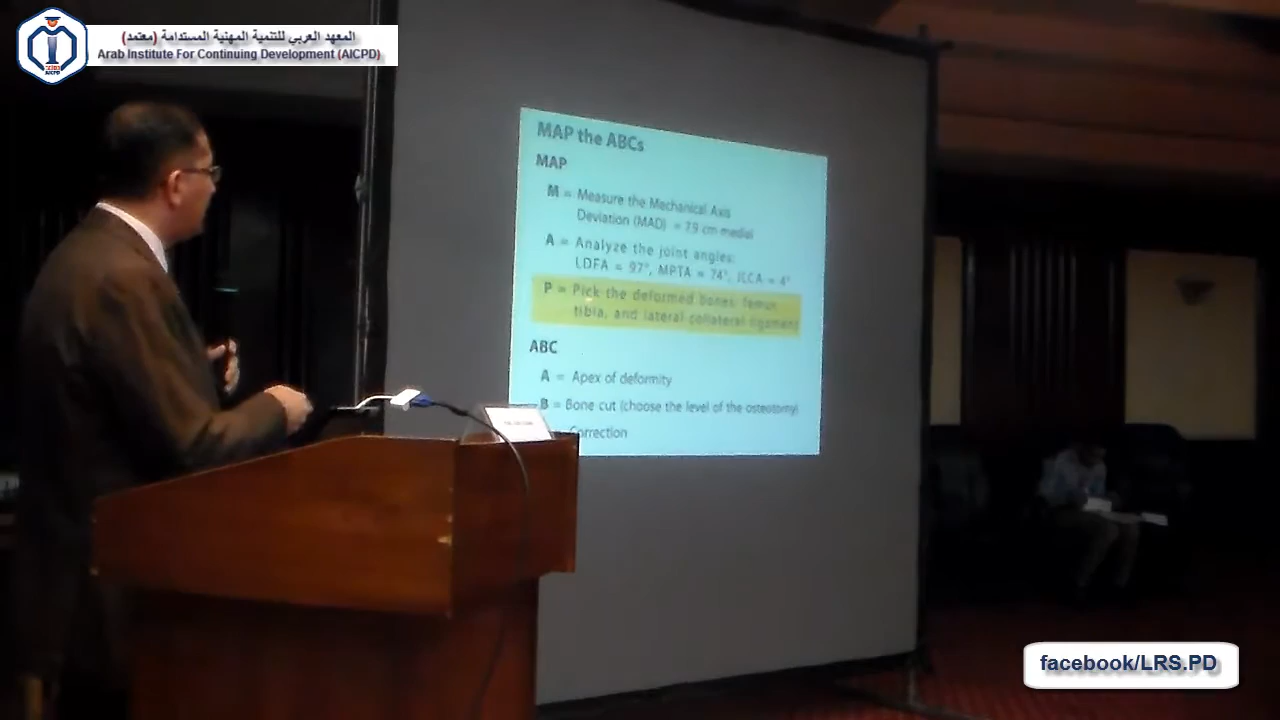 المعهد العربي للتنمية المهنية المستدامة (معتمد)
Arab Institute For Continuing Development (AICPD)
AICPD
MAP the ABCs
MAP
M = Measure the Mechanical Axis
Deviation (MAD) = 7.9 cm medial
A = Analyze the joint angles:
LDFA = 97°, MPTA = 74°, JLCA = 4°
P = Pick the deformed bones: femur,
tibia, and lateral collateral ligament
ABC
A = Apex of deformity
B = Bone cut (choose the level of the osteotomy)
Correction
facebook/LRS.PD